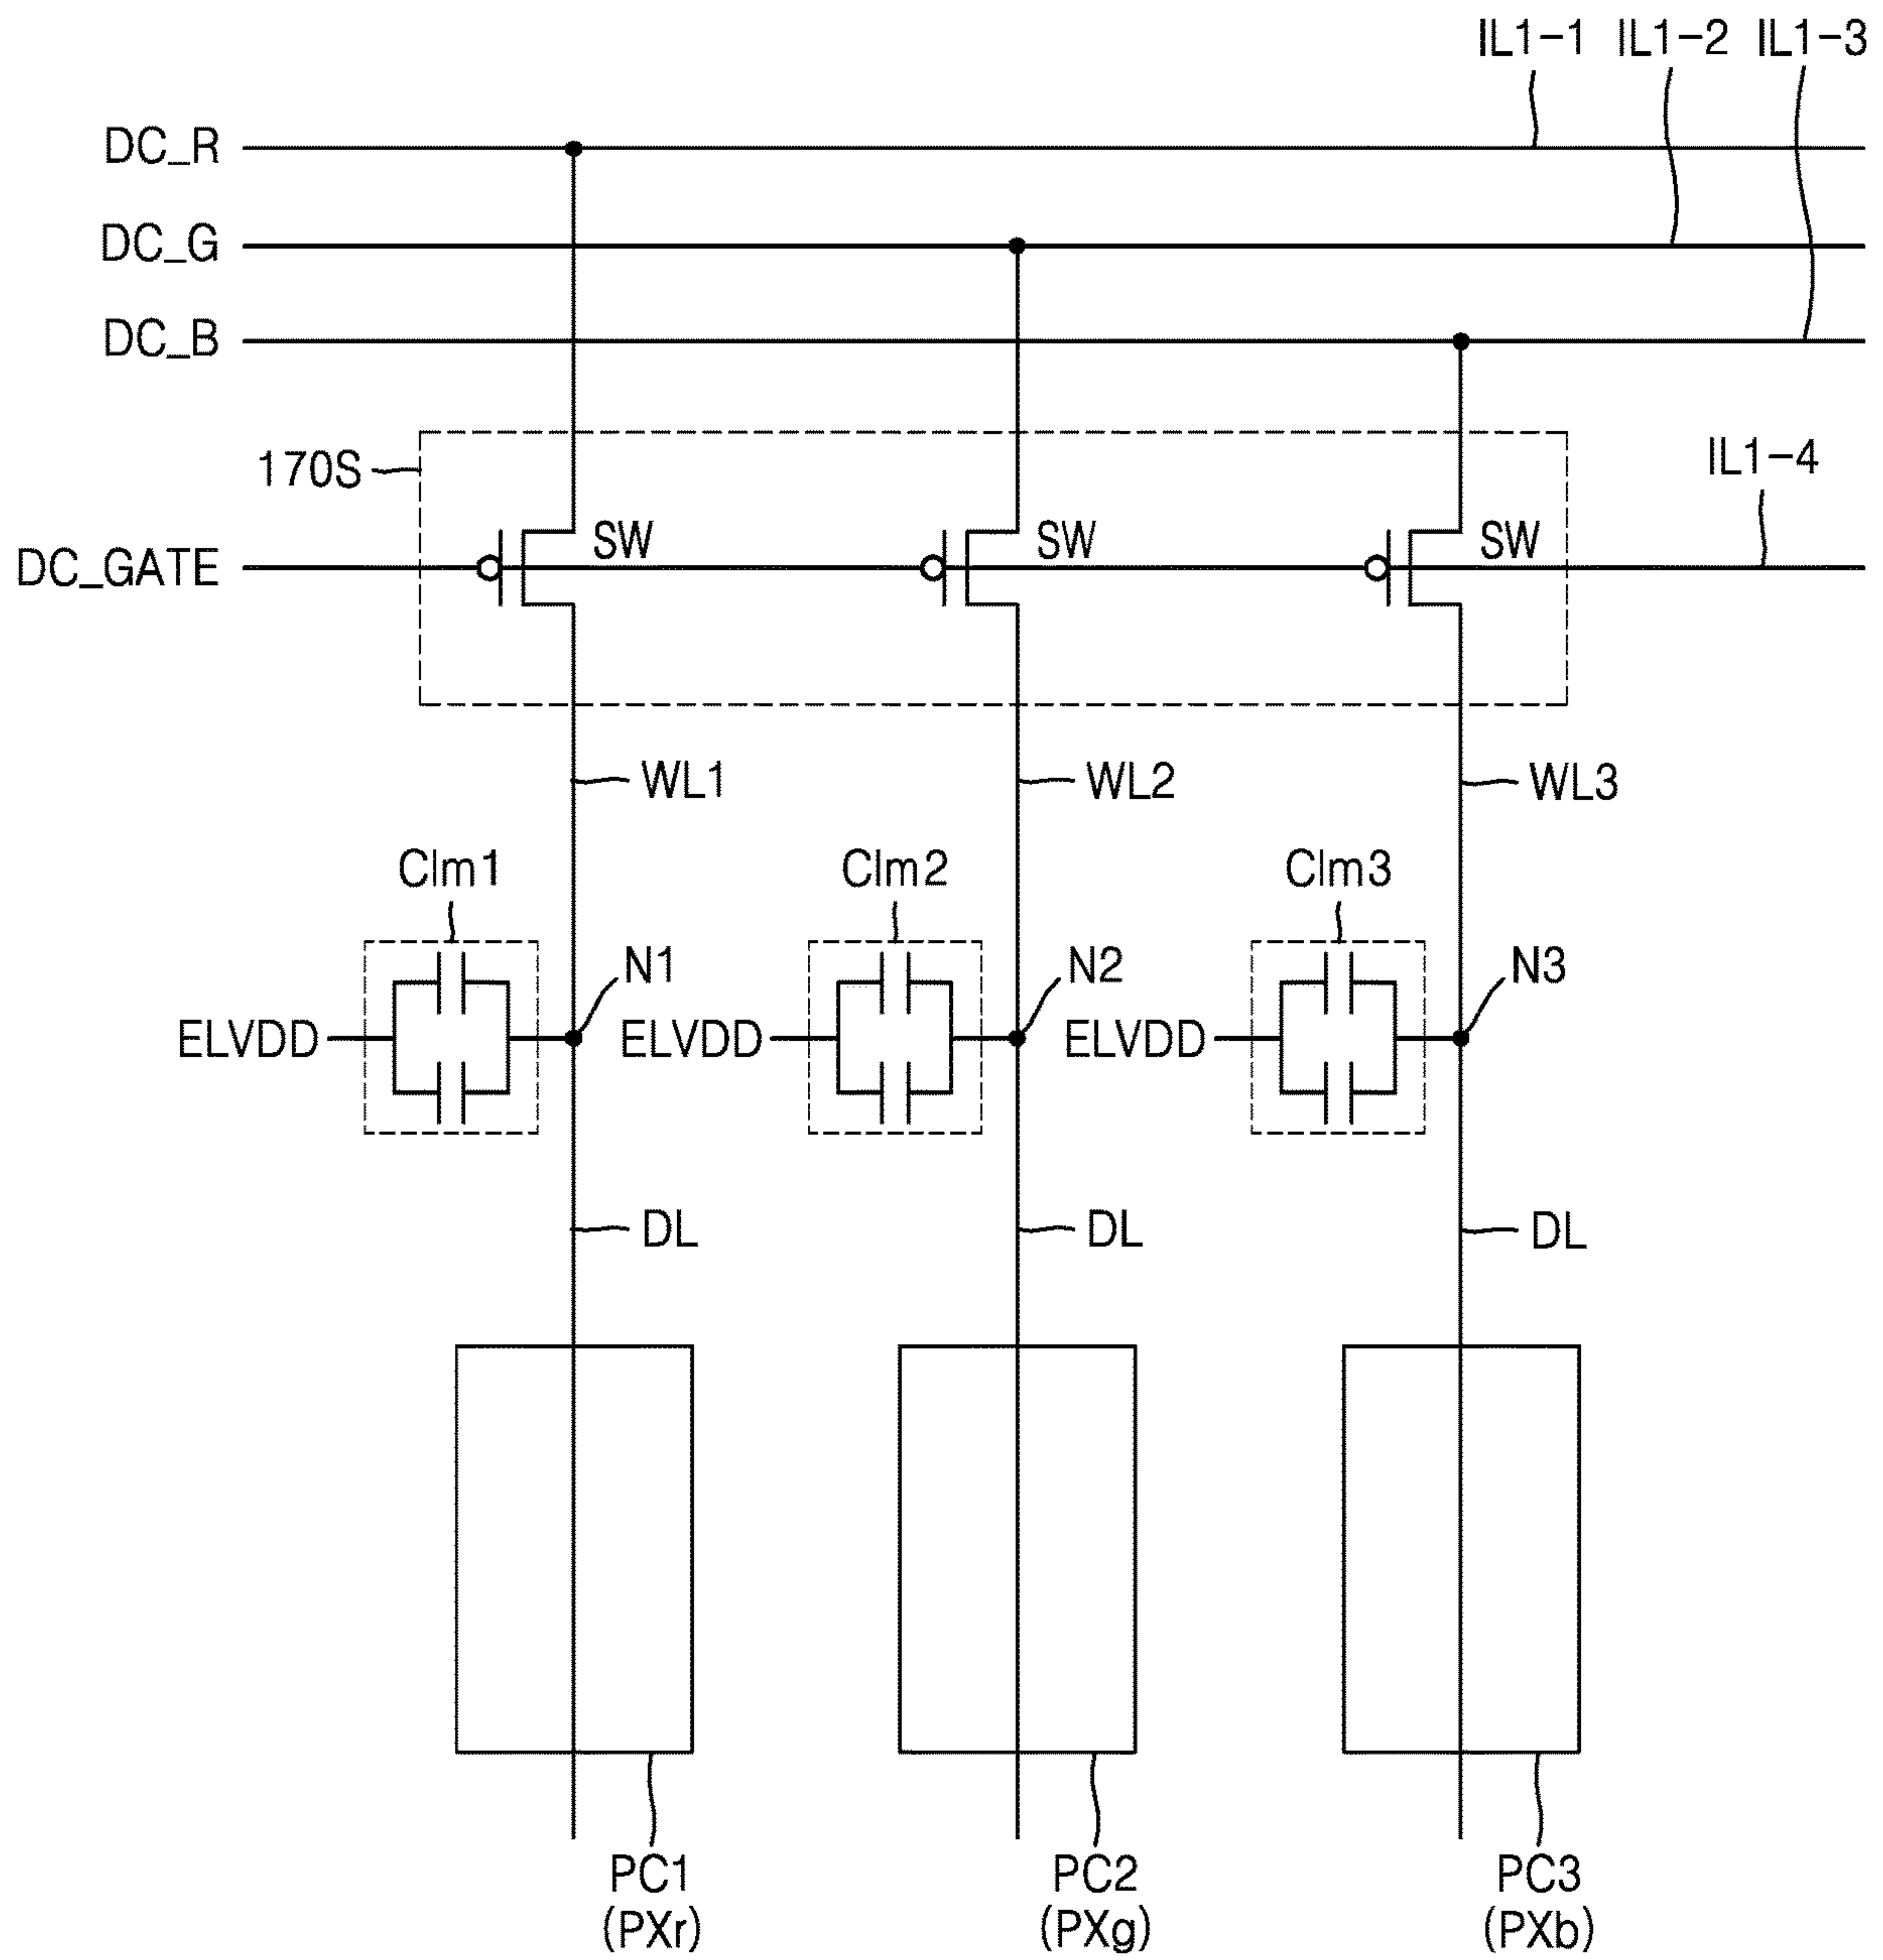 IL1-1 IL1-2 IL1-3
DC_R
DC_G
DC_B
170S
IL1-4
SW SW SW
DC_GATE
WL1 WL2 WL3
Clm1 Clm2 Clm3
N1 N2 N3
ELVDD ELVDD ELVDD
DL DL DL
PC1 PC2 PC3
(PXr) (PXg) (PXb)